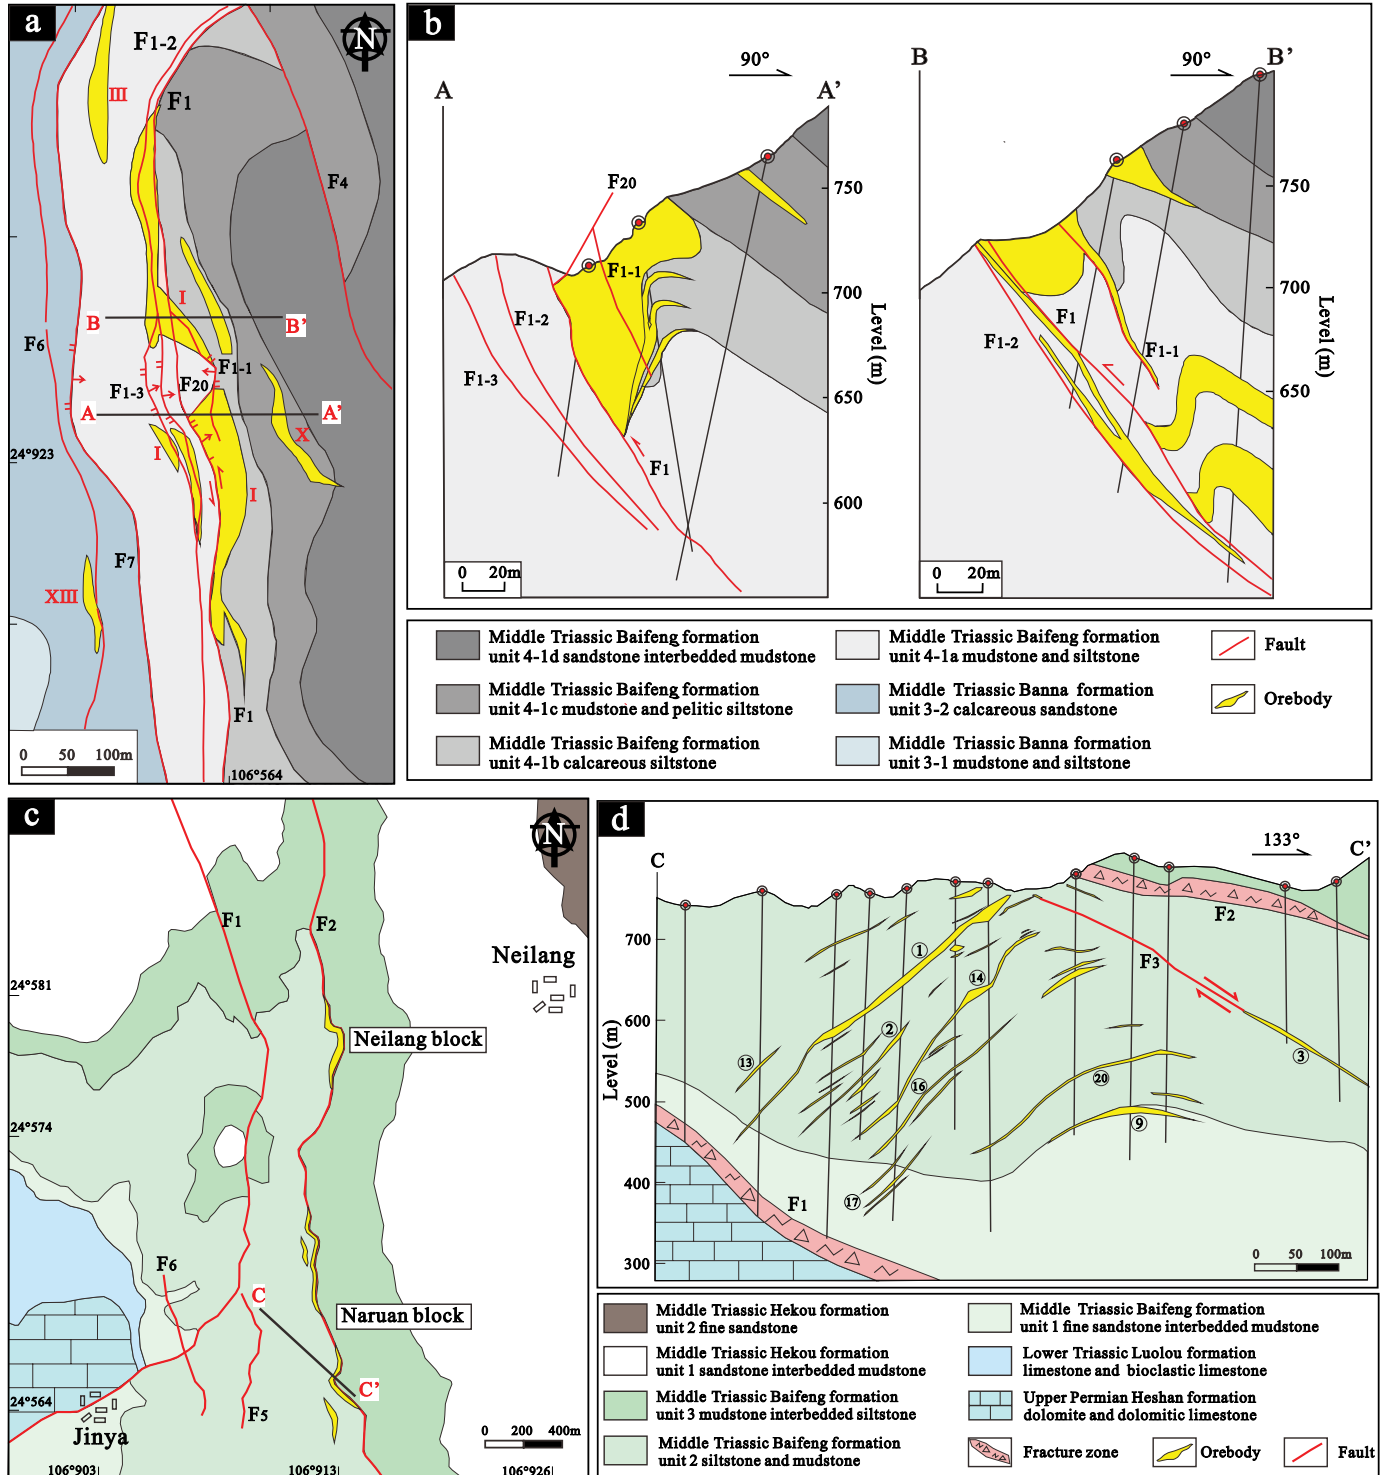 a
N
F1-2
III
F1
F4
I
B
B'
F6
F1-1
F1-3
F20
A
A'
X
I
24°923
I
F7
XIII
F1
0 50 100m
106°564
b
90°
A
A'
F20
750
F1-1
700
F1-2
Level (m)
F1-3
650
F1
600
0 20m
B
90°
B'
750
700
F1
Level (m)
F1-2
F1-1
650
0 20m
Middle Triassic Baifeng formation
unit 4-1d sandstone interbedded mudstone
Middle Triassic Baifeng formation
unit 4-1c mudstone and pelitic siltstone
Middle Triassic Baifeng formation
unit 4-1b calcareous siltstone
Middle Triassic Baifeng formation
unit 4-1a mudstone and siltstone
Middle Triassic Banna formation
unit 3-2 calcareous sandstone
Middle Triassic Banna formation
unit 3-1 mudstone and siltstone
Fault
Orebody
c
N
F1
F2
Neilang
24°581
Neilang block
24°574
F6
C
Naruan block
C'
24°564
F5
Jinya
0 200 400m
106°903
106°913
106°926
d
133°
C
C'
F2
700
①
F3
⑭
600
②
⑬
③
Level (m)
⑯
⑳
500
⑨
400
⑰
F1
300
0 50 100m
Middle Triassic Hekou formation
unit 2 fine sandstone
Middle Triassic Hekou formation
unit 1 sandstone interbedded mudstone
Middle Triassic Baifeng formation
unit 3 mudstone interbedded siltstone
Middle Triassic Baifeng formation
unit 2 siltstone and mudstone
Middle Triassic Baifeng formation
unit 1 fine sandstone interbedded mudstone
Lower Triassic Luolou formation
limestone and bioclastic limestone
Upper Permian Heshan formation
dolomite and dolomitic limestone
Fracture zone
Orebody
Fault